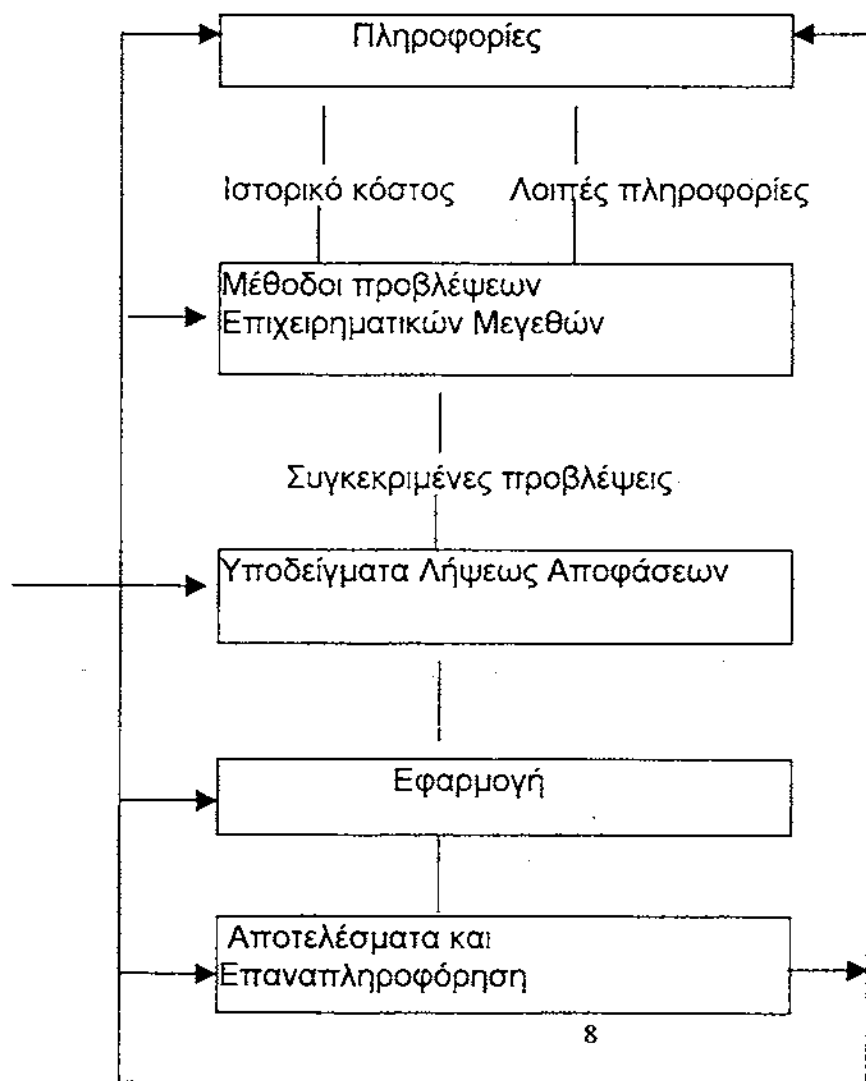 Πληροφορίες
Ιστορικό κόστος Λοιπές πληροφορίες
Μέθοδοι προβλέψεων
Επιχειρηματικών Μεγεθών
Συγκεκριμένες προβλέψεις
Υποδείγματα Λήψεως Αποφάσεων
Εφαρμογή
Αποτελέσματα και
Επαναπληροφόρηση
8